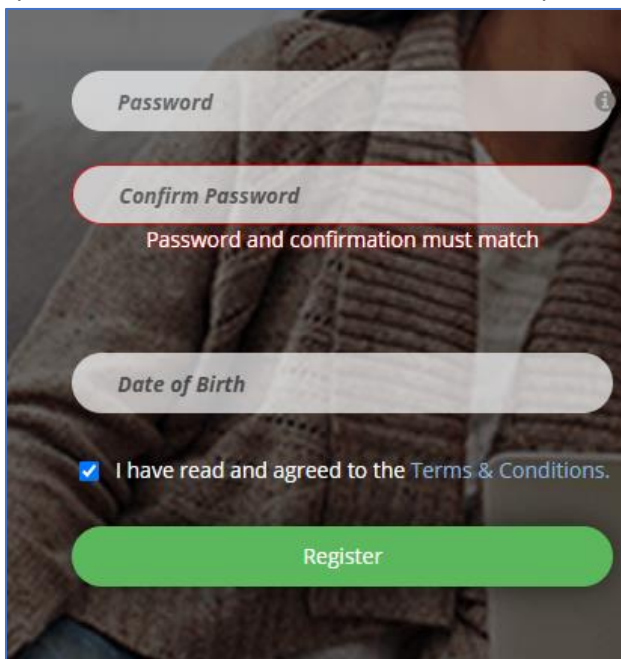 Password
Confirm Password
Password and confirmation must match
Date of Birth
I have read and agreed to the Terms & Conditions.
Register